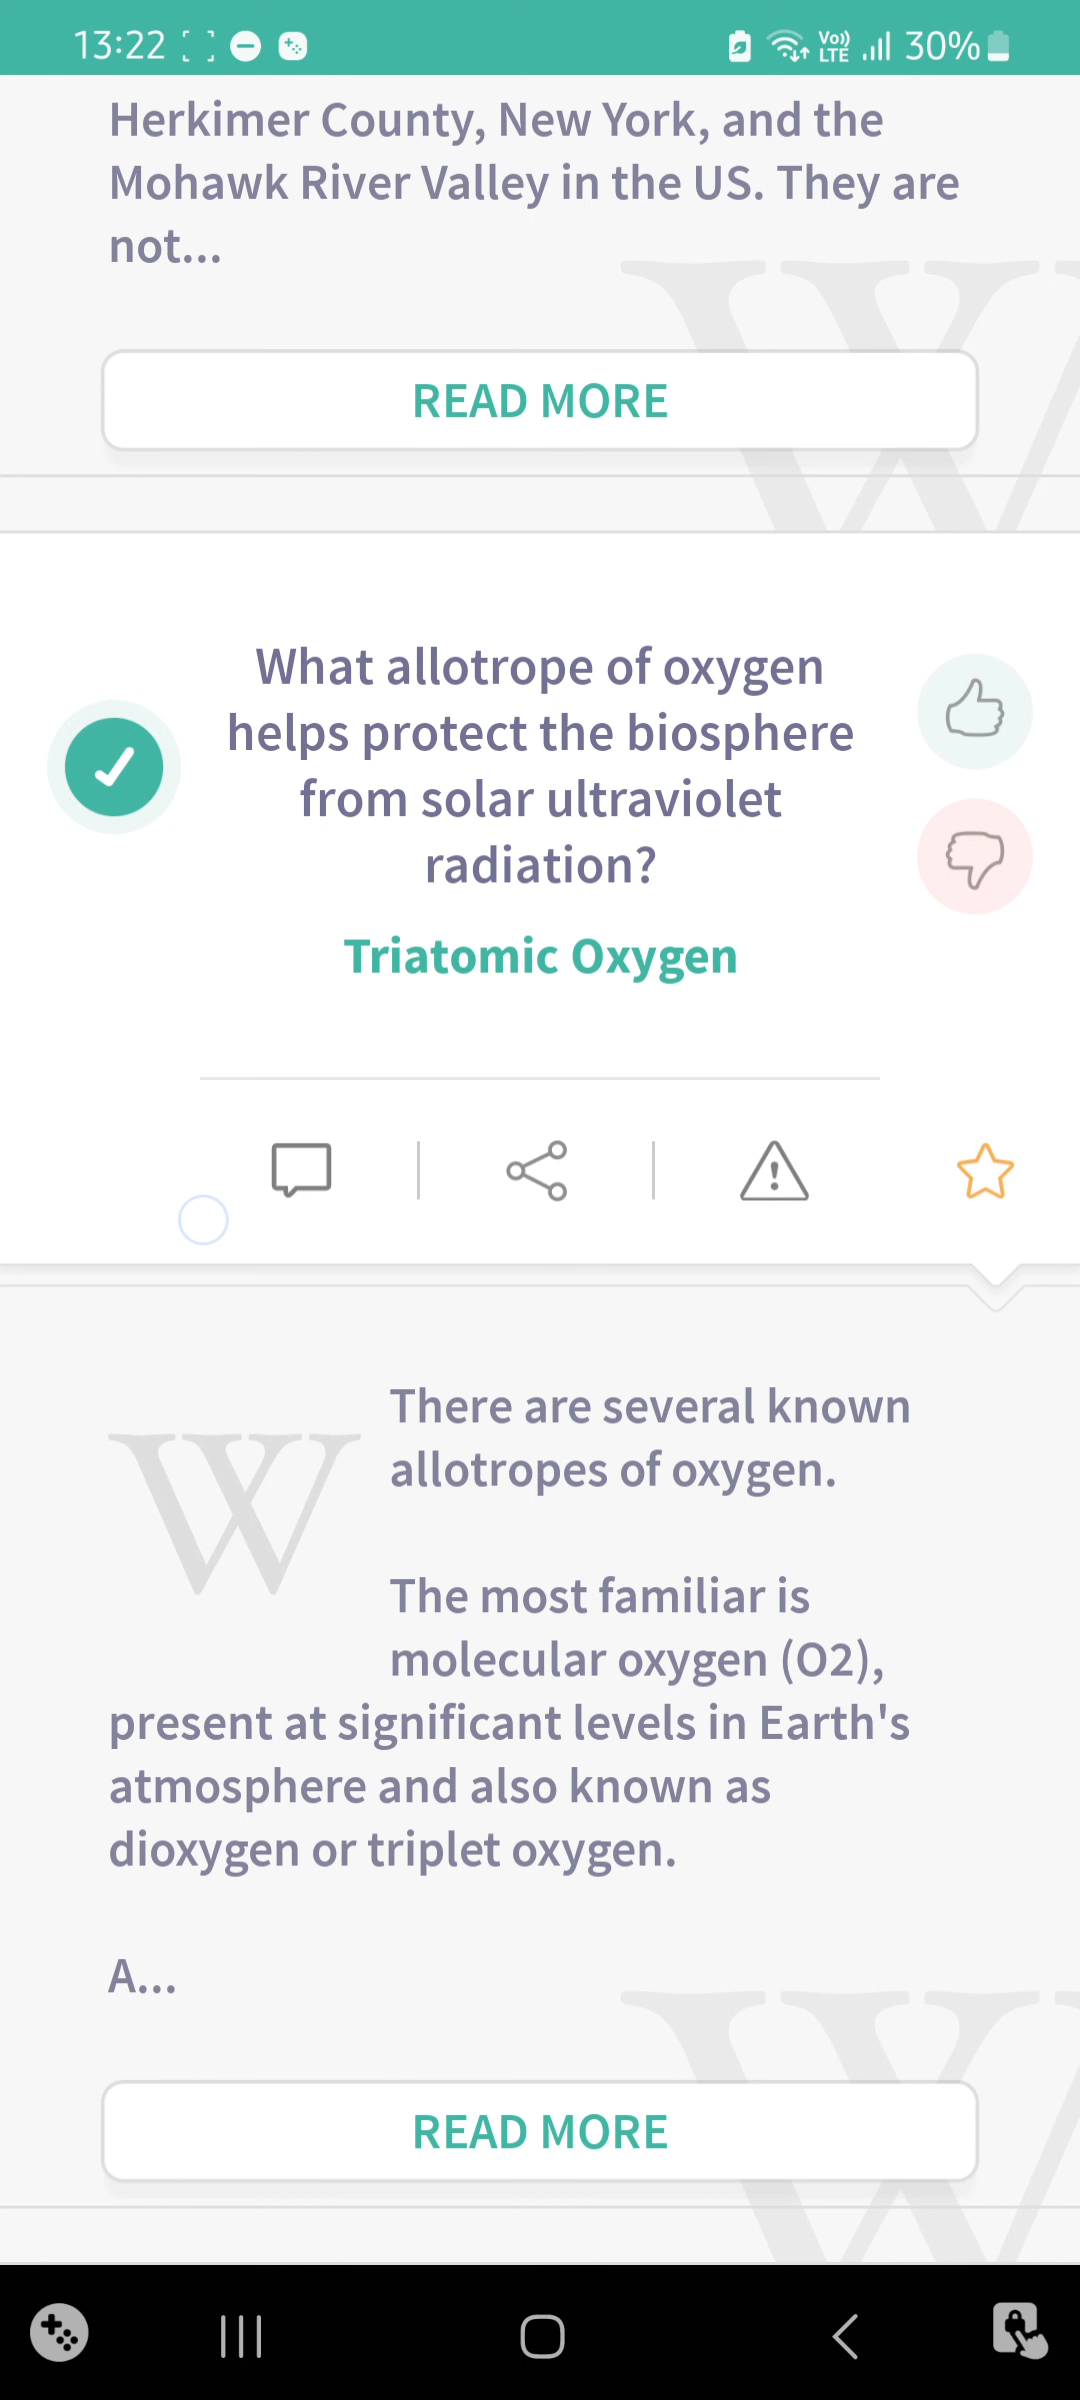 13:22
Vo)) LTE
30%
Herkimer County, New York, and the
Mohawk River Valley in the US. They are
not...
READ MORE
What allotrope of oxygen
helps protect the biosphere
from solar ultraviolet
radiation?
Triatomic Oxygen
There are several known
allotropes of oxygen.
The most familiar is
molecular oxygen (O2),
present at significant levels in Earth's
atmosphere and also known as
dioxygen or triplet oxygen.
A...
READ MORE